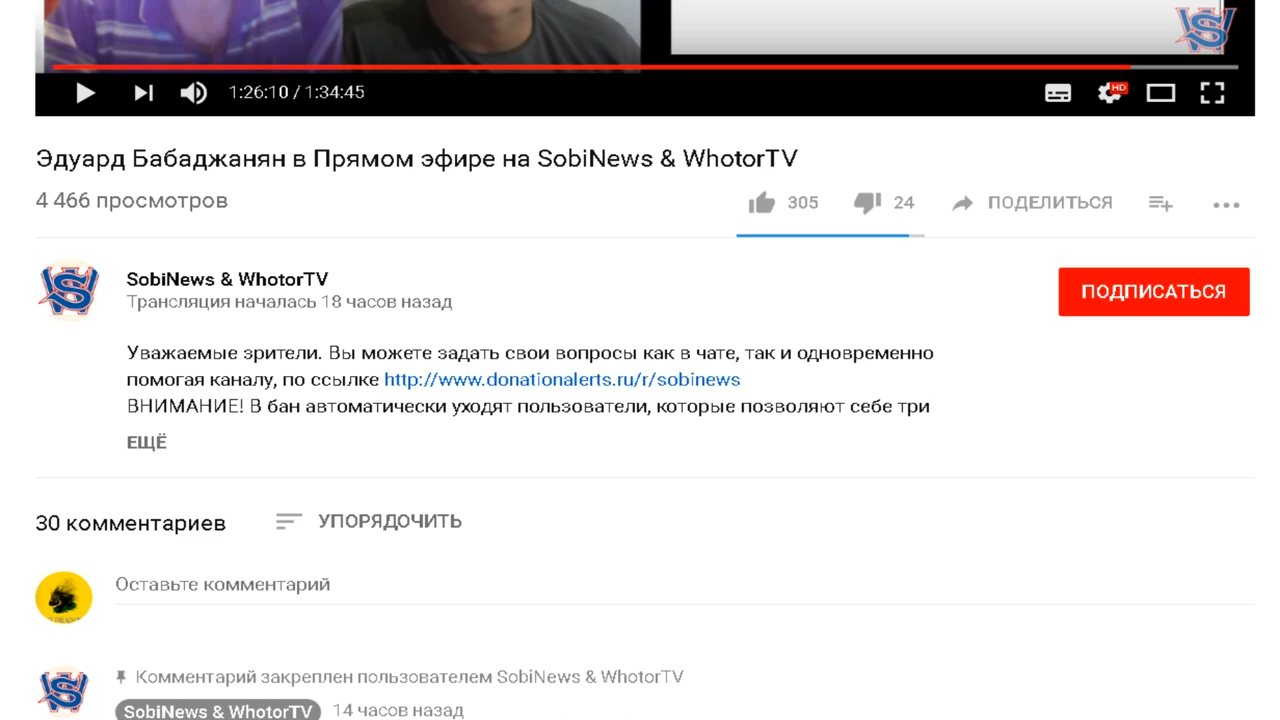 HD
1:26:10 / 1:34:45
Эдуард Бабаджанян в Прямом эфире на SobiNews & WhotorTV
4 466 просмотров
305 24 ПОДЕЛИТЬСЯ
SobiNews & WhotorTV
Трансляция началась 18 часов назад
ПОДПИСАТЬСЯ
Уважаемые зрители. Вы можете задать свои вопросы как в чате, так и одновременно
помогая каналу, по ссылке http://www.donationalerts.ru/r/sobinews
ВНИМАНИЕ! В бан автоматически уходят пользователи, которые позволяют себе три
ЕЩЁ
30 комментариев УПОРЯДОЧИТЬ
Оставьте комментарий
Комментарий закреплен пользователем SobiNews & WhotorTV
SobiNews & WhotorTV 14 часов назад